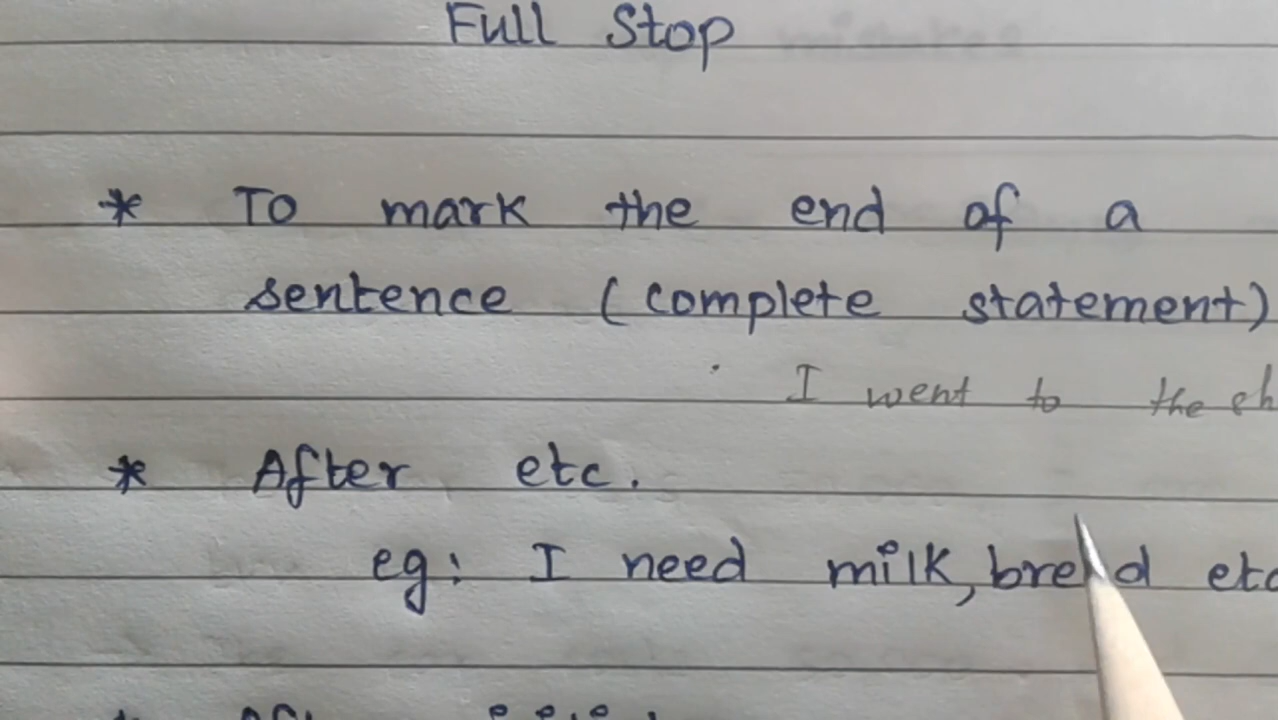 Full Stop
* To mark the end of a
sentence (complete statement)
. I went to the
* After etc.
eg: I need milk, bread etc